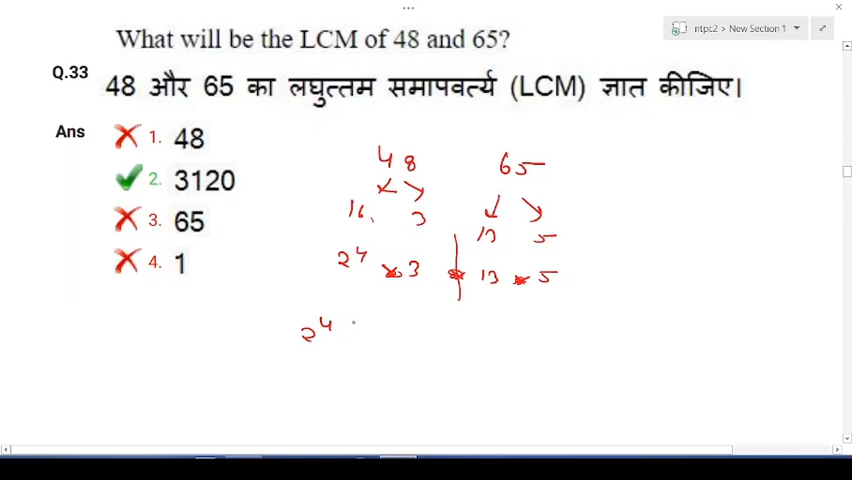 ntpc2 > New Section 1
What will be the LCM of 48 and 65?
Q.33
48 और 65 का लघुत्तम समापवर्त्य (LCM) ज्ञात कीजिए।
Ans
1. 48
2. 3120
3. 65
4. 1
48 65
16 3 13 5
2⁴ × 3 × 13 × 5
2⁴